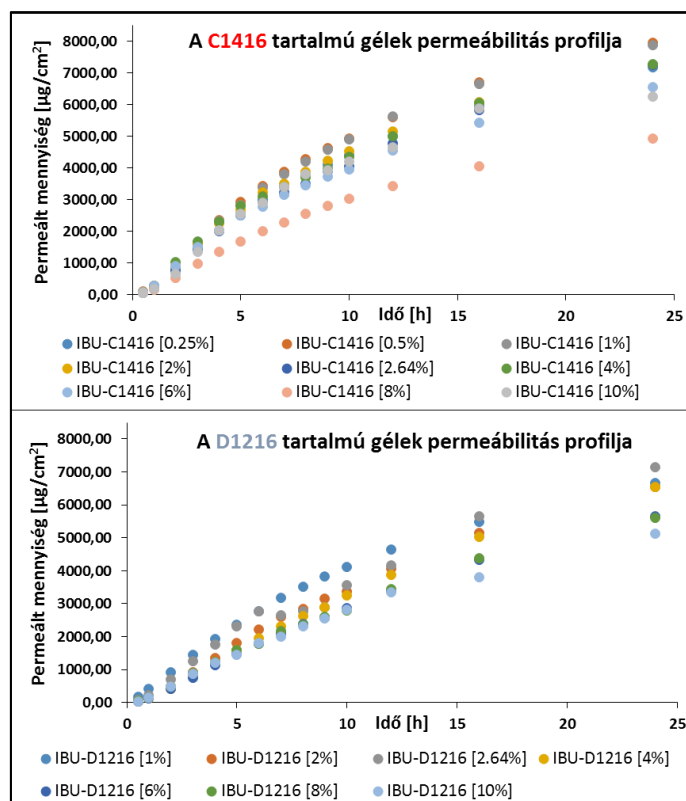 A C1416 tartalmú gélek permeábilitás profilja
Permeált mennyiség [µg/cm²]
8000,00
7000,00
6000,00
5000,00
4000,00
3000,00
2000,00
1000,00
0,00
0 5 10 15 20 25
Idő [h]
IBU-C1416 [0.25%] IBU-C1416 [0.5%] IBU-C1416 [1%]
IBU-C1416 [2%] IBU-C1416 [2.64%] IBU-C1416 [4%]
IBU-C1416 [6%] IBU-C1416 [8%] IBU-C1416 [10%]
A D1216 tartalmú gélek permeábilitás profilja
Permeált mennyiség [µg/cm²]
8000,00
7000,00
6000,00
5000,00
4000,00
3000,00
2000,00
1000,00
0,00
0 5 10 15 20 25
Idő [h]
IBU-D1216 [1%] IBU-D1216 [2%] IBU-D1216 [2.64%] IBU-D1216 [4%]
IBU-D1216 [6%] IBU-D1216 [8%] IBU-D1216 [10%]